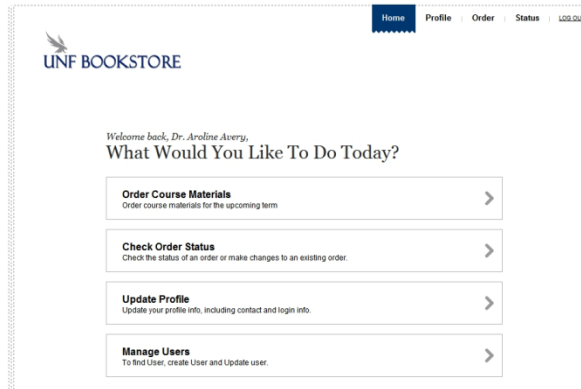 Home Profile Order Status LOG OU
UNF BOOKSTORE
Welcome back, Dr. Aroline Avery,
What Would You Like To Do Today?
Order Course Materials
Order course materials for the upcoming term
Check Order Status
Check the status of an order or make changes to an existing order.
Update Profile
Update your profile info, including contact and login info.
Manage Users
To find User, create User and Update user.